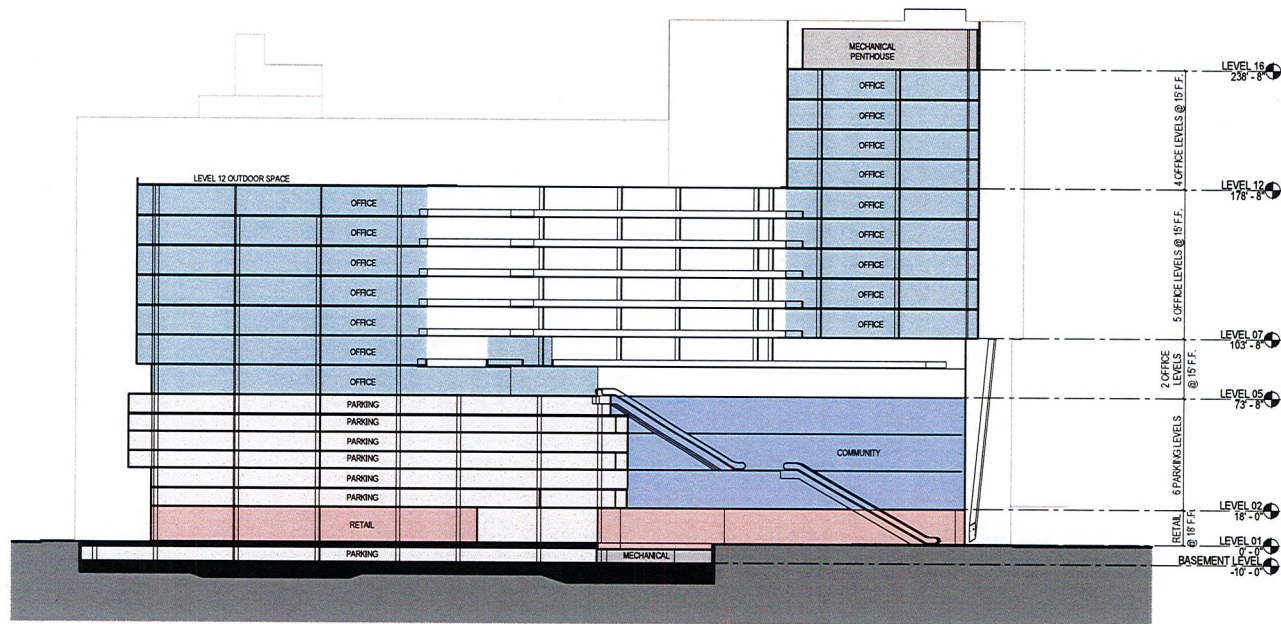 MECHANICAL
PENTHOUSE
LEVEL 16
238' - 8"
OFFICE
OFFICE
OFFICE
OFFICE
4 OFFICE LEVELS @ 15' F.F.
LEVEL 12 OUTDOOR SPACE
LEVEL 12
178' - 8"
OFFICE
OFFICE
OFFICE
OFFICE
OFFICE
OFFICE
OFFICE
OFFICE
OFFICE
OFFICE
5 OFFICE LEVELS @ 15' F.F.
LEVEL 07
103' - 8"
OFFICE
OFFICE
2 OFFICE
LEVELS
@ 15' F.F.
LEVEL 05
73' - 8"
PARKING
PARKING
PARKING
PARKING
PARKING
PARKING
COMMUNITY
6 PARKING LEVELS
LEVEL 02
18' - 0"
RETAIL
RETAIL
@ 18' F.F.
LEVEL 01
0' - 0"
PARKING
MECHANICAL
BASEMENT LEVEL
-10' - 0"